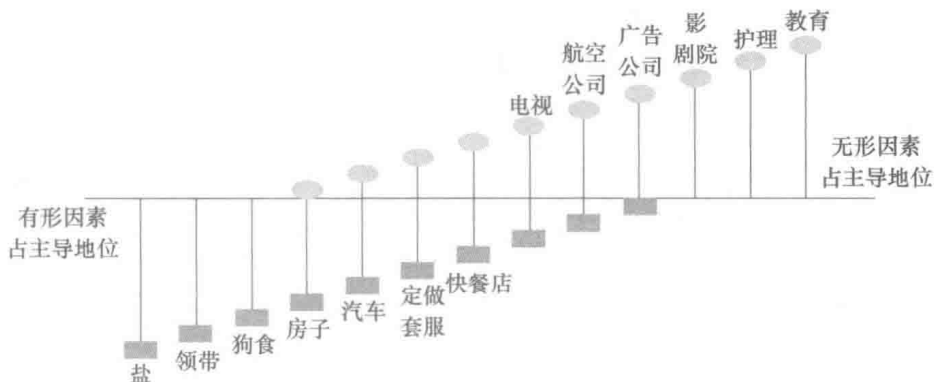 教育
护理
影
剧院
广告
公司
航空
公司
电视
无形因素
占主导地位
有形因素
占主导地位
快餐店
定做
套服
汽车
房子
狗食
领带
盐